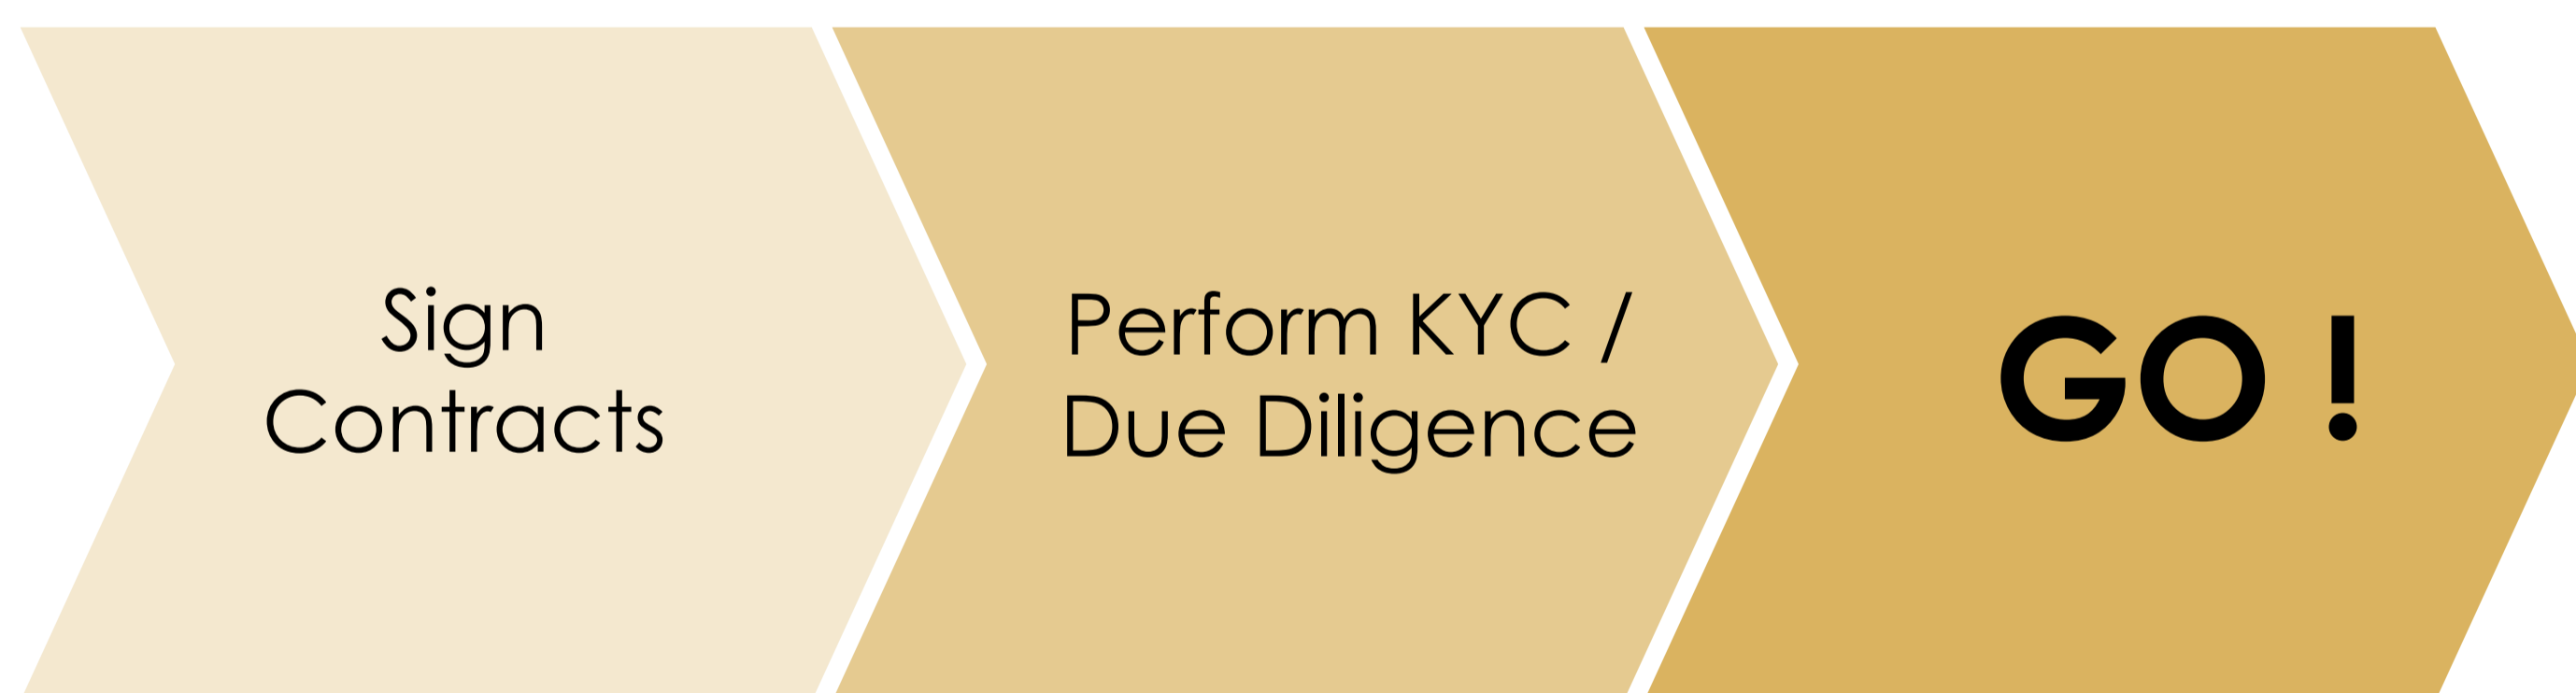 Sign
Contracts
Perform KYC /
Due Diligence
GO !